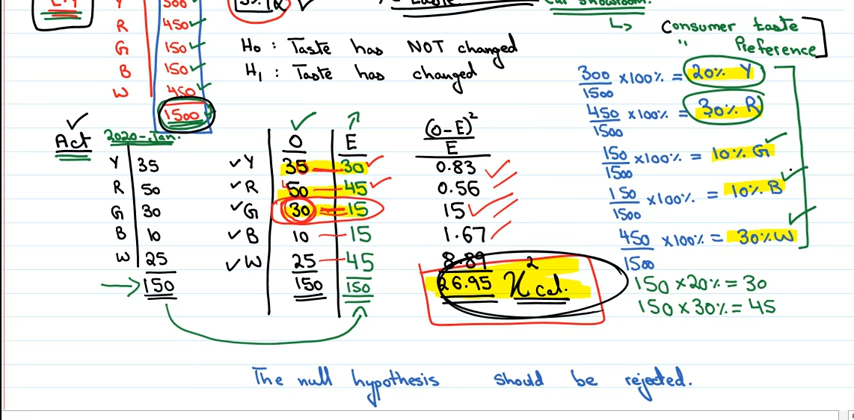 Y 300
R 450
G 150
B 150
W 450
1500
H₀ : Taste has NOT changed
H₁ : Taste has changed
Consumer taste
" Preference
300/1500 x100% = 20% Y
450/1500 x100% = 30% R
150/1500 x100% = 10% G
150/1500 x100% = 10% B
450/1500 x100% = 30% W
150 x 20% = 30
150 x 30% = 45
Act 2020-Jan.
Y 35
R 50
G 30
B 10
W 25
150
O E (O-E)²/E
Y 35 30 0.83
R 50 45 0.56
G 30 15 15
B 10 15 1.67
W 25 45 8.89
150 150 26.95 χ² cal.
The null hypothesis should be rejected.